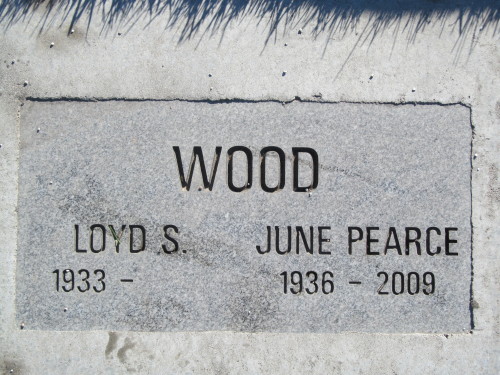 WOOD
LOYD S. JUNE PEARCE
1933 - 1936 - 2009